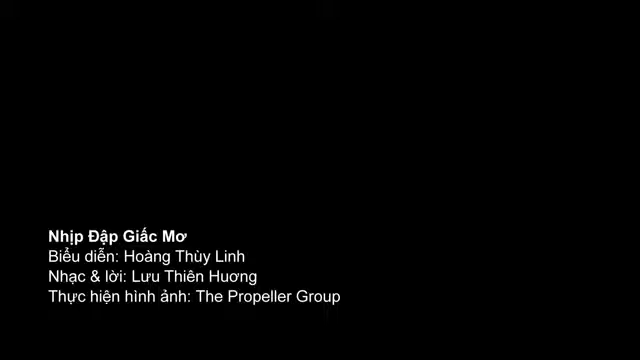 Nhịp Đập Giấc Mơ
Biểu diễn: Hoàng Thùy Linh
Nhạc & lời: Lưu Thiên Hương
Thực hiện hình ảnh: The Propeller Group